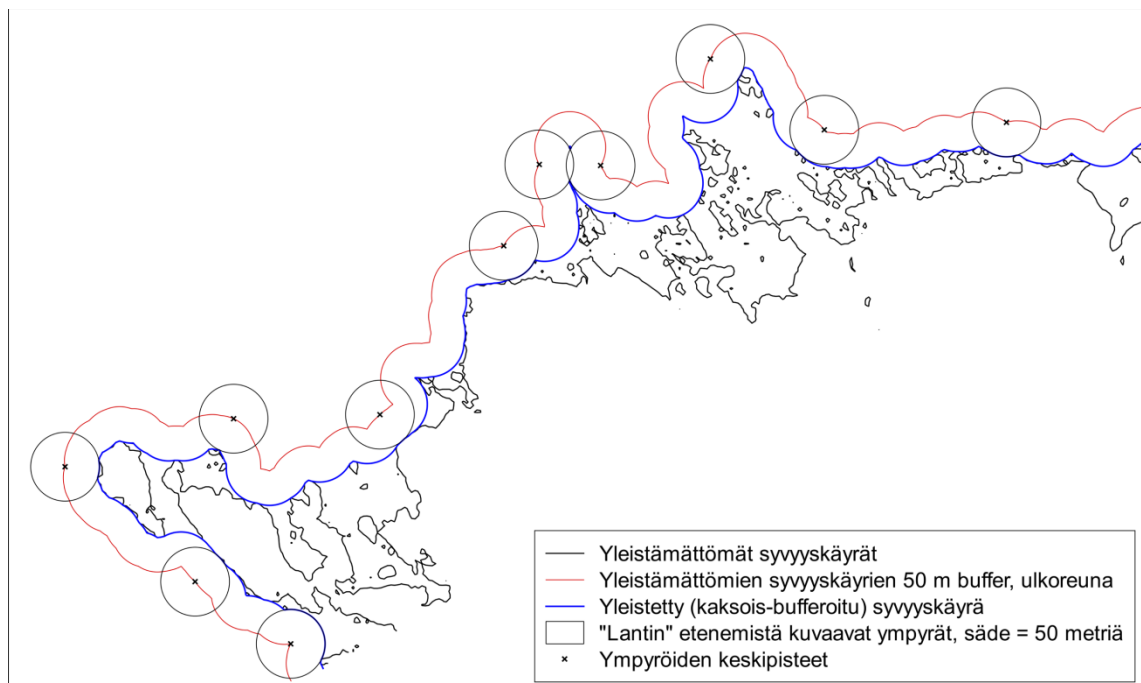 Yleistämättömät syvyyskäyrät
Yleistämättömien syvyyskäyrien 50 m buffer, ulkoreuna
Yleistetty (kaksois-bufferoitu) syvyyskäyrä
"Lantin" etenemistä kuvaavat ympyrät, säde = 50 metriä
Ympyröiden keskipisteet